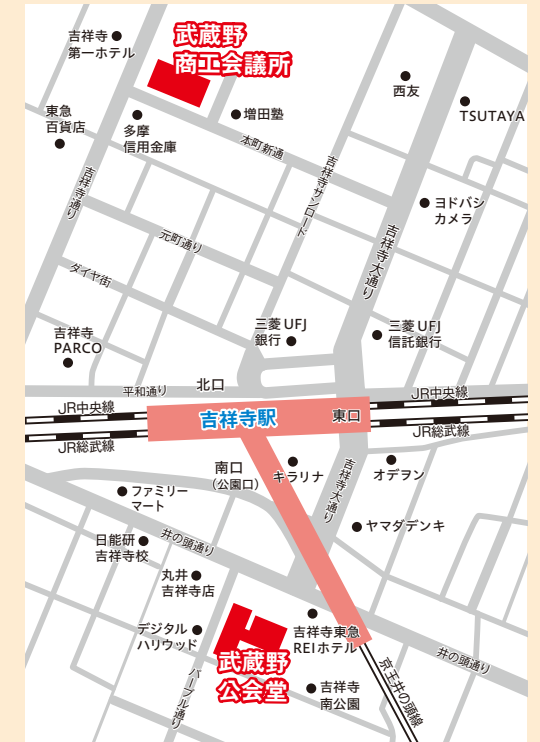 吉祥寺
第一ホテル
武蔵野
商工会議所
西友
TSUTAYA
東急
百貨店
多摩
信用金庫
増田塾
本町新通
吉祥寺通り
吉祥寺サンロード
ヨドバシ
カメラ
吉祥寺大通り
元町通り
ダイヤ街
吉祥寺
PARCO
三菱UFJ
銀行
三菱UFJ
信託銀行
平和通り
北口
JR中央線
JR中央線
吉祥寺駅
東口
JR総武線
JR総武線
南口
（公園口）
キラリナ
吉祥寺大通り
オデヲン
ファミリー
マート
ヤマダデンキ
日能研
吉祥寺校
井の頭通り
丸井
吉祥寺店
デジタル
ハリウッド
吉祥寺東急
REIホテル
井の頭通り
武蔵野
公会堂
パープル通り
吉祥寺
南公園
京王井の頭線